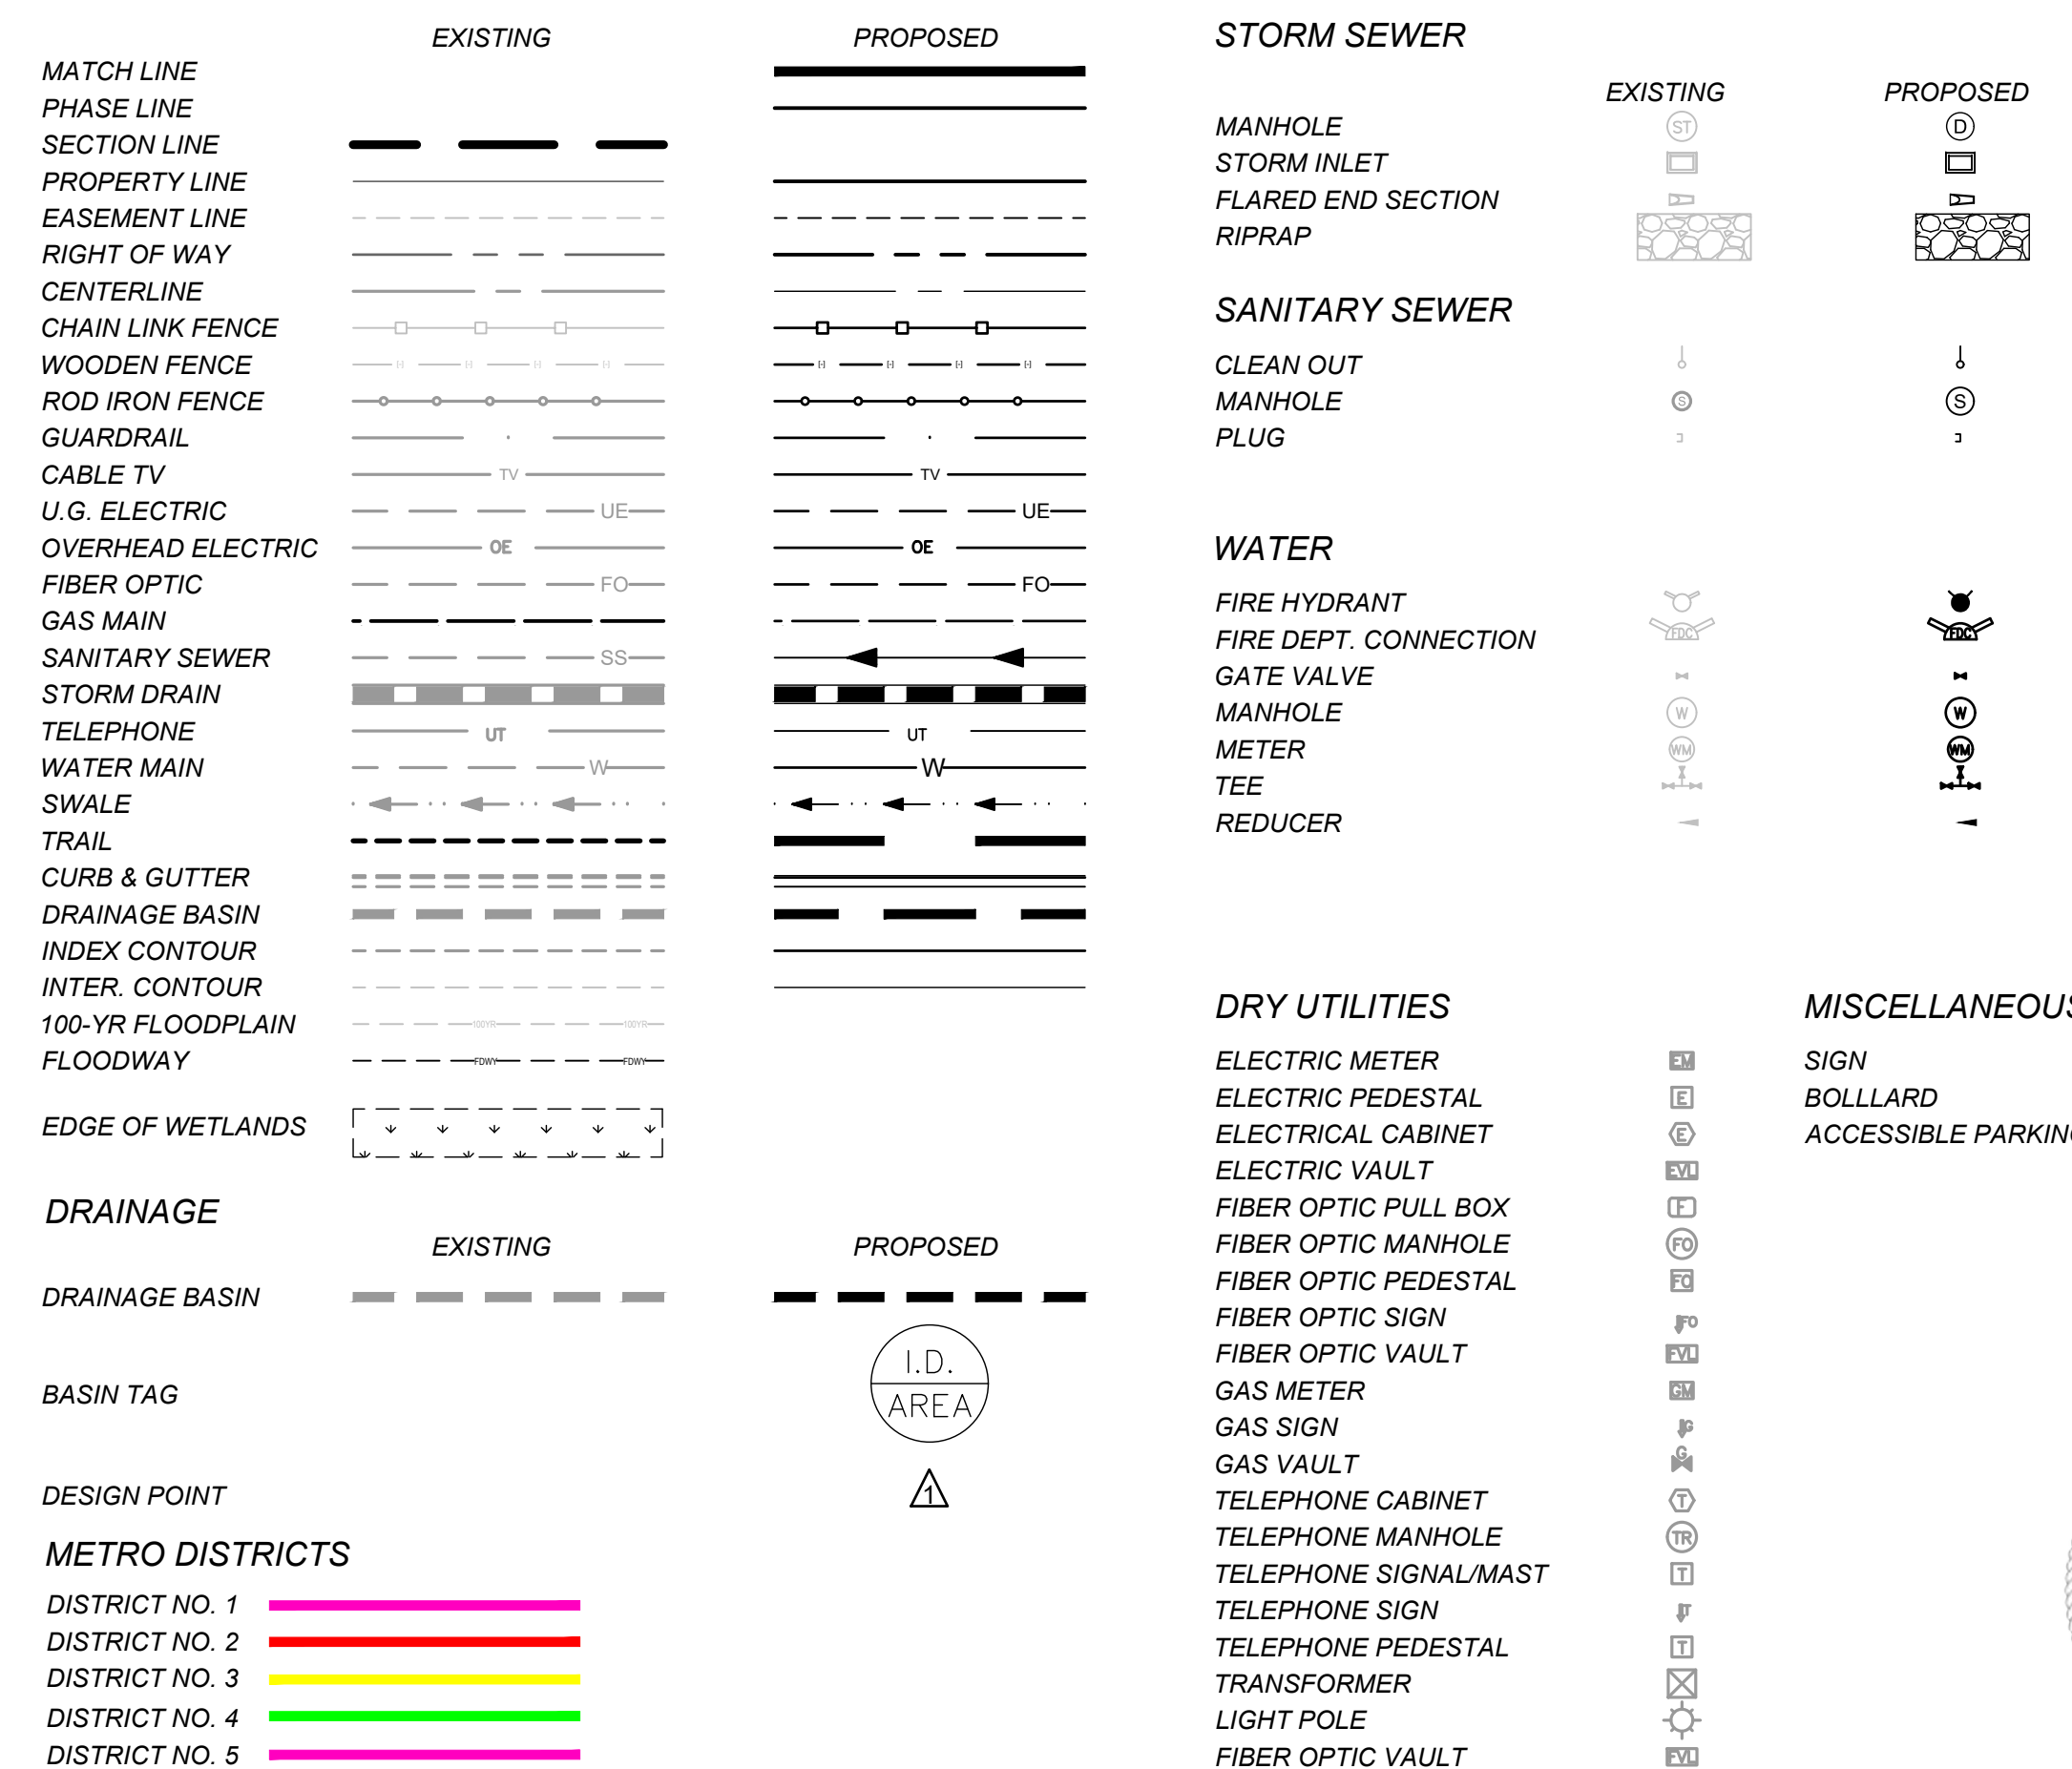 EXISTING PROPOSED
MATCH LINE
PHASE LINE
SECTION LINE
PROPERTY LINE
EASEMENT LINE
RIGHT OF WAY
CENTERLINE
CHAIN LINK FENCE
WOODEN FENCE
ROD IRON FENCE
GUARDRAIL
CABLE TV TV TV
U.G. ELECTRIC UE UE
OVERHEAD ELECTRIC OE OE
FIBER OPTIC FO FO
GAS MAIN
SANITARY SEWER SS
STORM DRAIN
TELEPHONE UT UT
WATER MAIN W W
SWALE
TRAIL
CURB & GUTTER
DRAINAGE BASIN
INDEX CONTOUR
INTER. CONTOUR
100-YR FLOODPLAIN 100YR 100YR
FLOODWAY FDWY FDWY
EDGE OF WETLANDS
DRAINAGE
EXISTING PROPOSED
DRAINAGE BASIN
BASIN TAG I.D.
AREA
DESIGN POINT 1
METRO DISTRICTS
DISTRICT NO. 1
DISTRICT NO. 2
DISTRICT NO. 3
DISTRICT NO. 4
DISTRICT NO. 5
STORM SEWER
EXISTING PROPOSED
MANHOLE ST D
STORM INLET
FLARED END SECTION
RIPRAP
SANITARY SEWER
CLEAN OUT
MANHOLE S S
PLUG
WATER
FIRE HYDRANT
FIRE DEPT. CONNECTION FDC FDC
GATE VALVE
MANHOLE W W
METER WM WM
TEE
REDUCER
DRY UTILITIES
ELECTRIC METER EM
ELECTRIC PEDESTAL E
ELECTRICAL CABINET E
ELECTRIC VAULT EVL
FIBER OPTIC PULL BOX F
FIBER OPTIC MANHOLE FO
FIBER OPTIC PEDESTAL FO
FIBER OPTIC SIGN FO
FIBER OPTIC VAULT FVL
GAS METER GM
GAS SIGN G
GAS VAULT G
TELEPHONE CABINET T
TELEPHONE MANHOLE TR
TELEPHONE SIGNAL/MAST T
TELEPHONE SIGN T
TELEPHONE PEDESTAL T
TRANSFORMER
LIGHT POLE
FIBER OPTIC VAULT FVL
MISCELLANEOUS
SIGN
BOLLLARD
ACCESSIBLE PARKIN